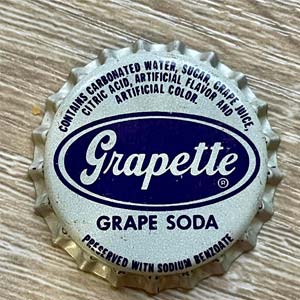 CONTAINS CARBONATED WATER, SUGAR, GRAPE JUICE,
CITRIC ACID, ARTIFICIAL FLAVOR AND
ARTIFICIAL COLOR.
Grapette ®
GRAPE SODA
PRESERVED WITH SODIUM BENZOATE